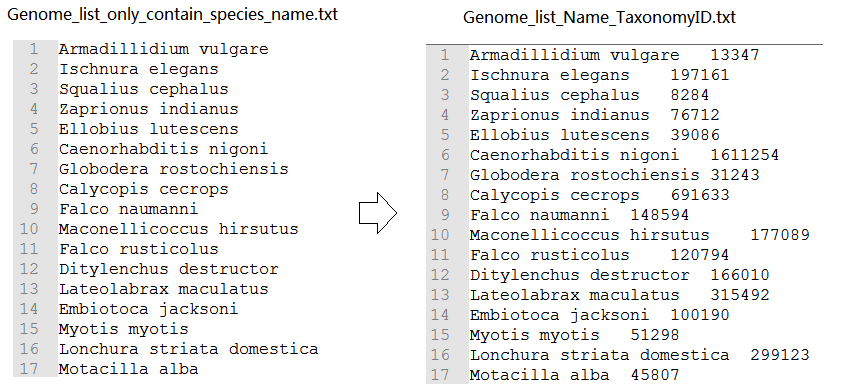 Genome_list_only_contain_species_name.txt
1 Armadillidium vulgare
2 Ischnura elegans
3 Squalius cephalus
4 Zaprionus indianus
5 Ellobius lutescens
6 Caenorhabditis nigoni
7 Globodera rostochiensis
8 Calycopis cecrops
9 Falco naumanni
10 Maconellicoccus hirsutus
11 Falco rusticolus
12 Ditylenchus destructor
13 Lateolabrax maculatus
14 Embiotoca jacksoni
15 Myotis myotis
16 Lonchura striata domestica
17 Motacilla alba
Genome_list_Name_TaxonomyID.txt
1 Armadillidium vulgare 13347
2 Ischnura elegans 197161
3 Squalius cephalus 8284
4 Zaprionus indianus 76712
5 Ellobius lutescens 39086
6 Caenorhabditis nigoni 1611254
7 Globodera rostochiensis 31243
8 Calycopis cecrops 691633
9 Falco naumanni 148594
10 Maconellicoccus hirsutus 177089
11 Falco rusticolus 120794
12 Ditylenchus destructor 166010
13 Lateolabrax maculatus 315492
14 Embiotoca jacksoni 100190
15 Myotis myotis 51298
16 Lonchura striata domestica 299123
17 Motacilla alba 45807